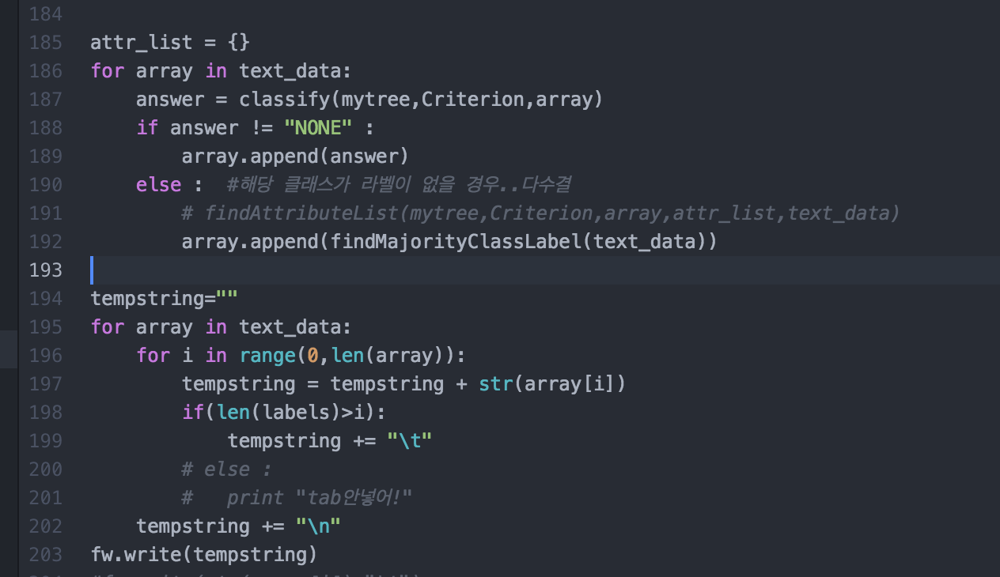 184
185 attr_list = {}
186 for array in text_data:
187     answer = classify(mytree,Criterion,array)
188     if answer != "NONE" :
189         array.append(answer)
190     else :  #해당 클래스가 라벨이 없을 경우..다수결
191         # findAttributeList(mytree,Criterion,array,attr_list,text_data)
192         array.append(findMajorityClassLabel(text_data))
193
194 tempstring=""
195 for array in text_data:
196     for i in range(0,len(array)):
197         tempstring = tempstring + str(array[i])
198         if(len(labels)>i):
199             tempstring += "\t"
200         # else :
201         #   print "tab안넣어!"
202     tempstring += "\n"
203 fw.write(tempstring)